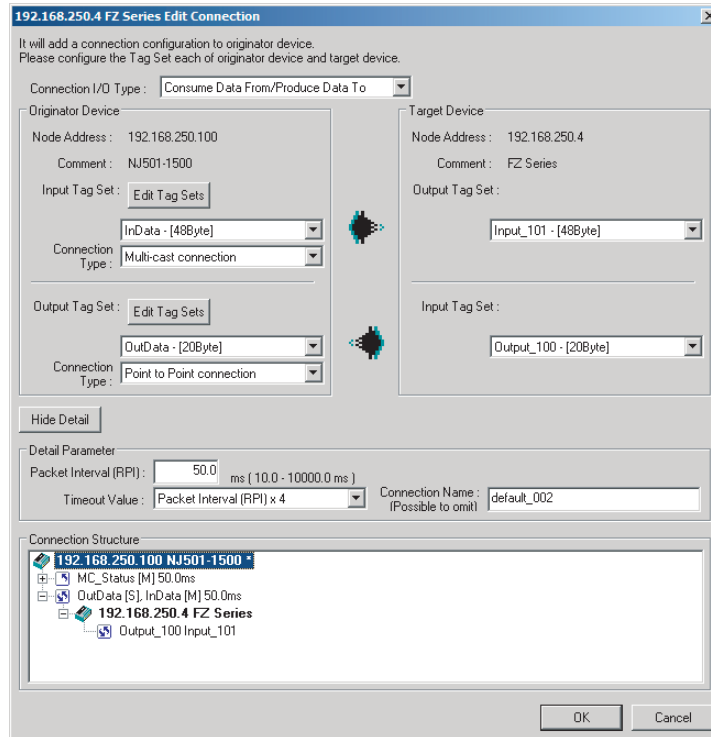 192.168.250.4 FZ Series Edit Connection
It will add a connection configuration to originator device.
Please configure the Tag Set each of originator device and target device.
Connection I/O Type : Consume Data From/Produce Data To
Originator Device
Node Address : 192.168.250.100
Comment : NJ501-1500
Input Tag Set : Edit Tag Sets
InData - [48Byte]
Connection Type : Multi-cast connection
Output Tag Set : Edit Tag Sets
OutData - [20Byte]
Connection Type : Point to Point connection
Target Device
Node Address : 192.168.250.4
Comment : FZ Series
Output Tag Set :
Input_101 - [48Byte]
Input Tag Set :
Output_100 - [20Byte]
Hide Detail
Detail Parameter
Packet Interval (RPI) : 50.0 ms ( 10.0 - 10000.0 ms )
Timeout Value : Packet Interval (RPI) x 4
Connection Name : default_002
(Possible to omit)
Connection Structure
192.168.250.100 NJ501-1500 *
MC_Status [M] 50.0ms
OutData [S], InData [M] 50.0ms
192.168.250.4 FZ Series
Output_100 Input_101
OK Cancel